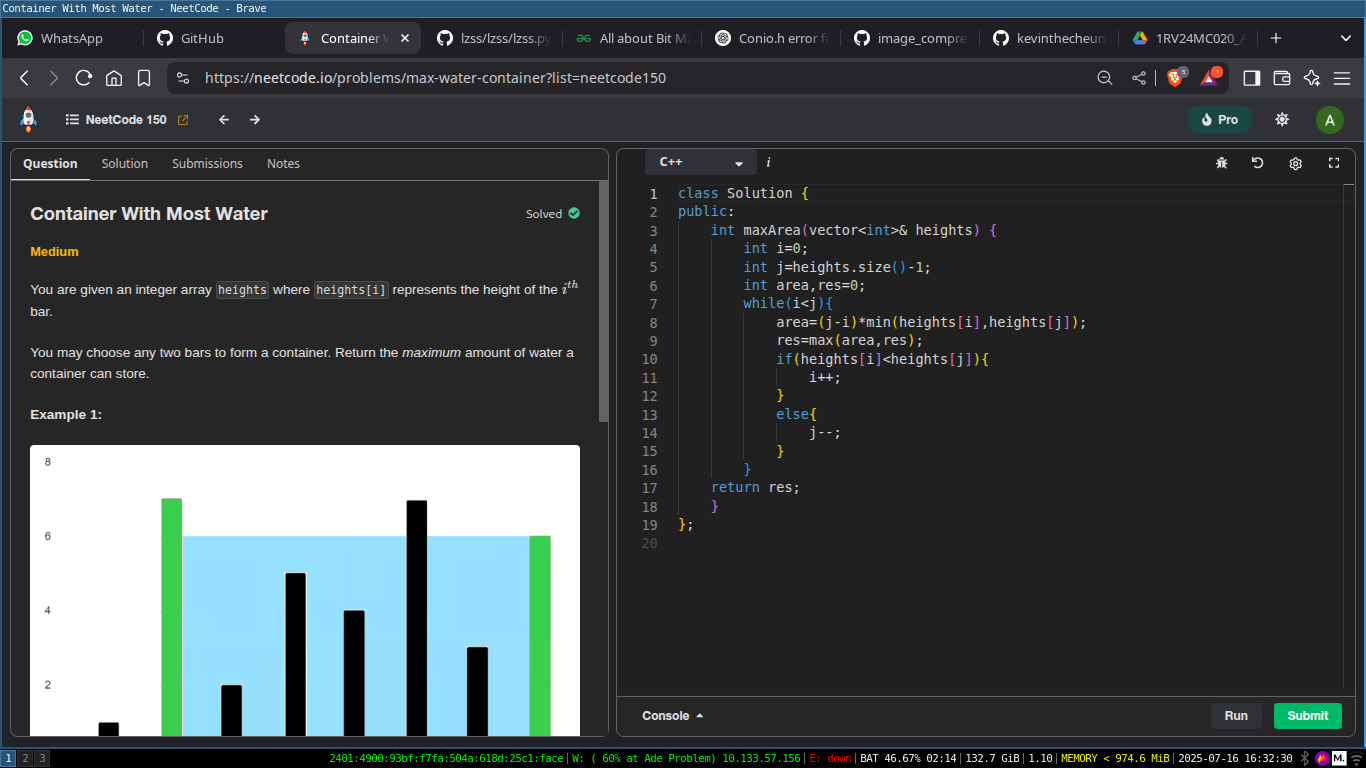 Container With Most Water - NeetCode - Brave
WhatsApp
GitHub
Container
lzss/lzss/lzss.py
All about Bit M
Conio.h error f
image_compre
kevinthecheun
1RV24MC020_
https://neetcode.io/problems/max-water-container?list=neetcode150
5
1
NeetCode 150
Pro
A
Question Solution Submissions Notes
Container With Most Water
Solved
Medium
You are given an integer array heights where heights[i] represents the height of the ith
bar.
You may choose any two bars to form a container. Return the maximum amount of water a
container can store.
Example 1:
8
6
4
2
C++
i
1 class Solution {
2 public:
3 int maxArea(vector<int>& heights) {
4 int i=0;
5 int j=heights.size()-1;
6 int area,res=0;
7 while(i<j){
8 area=(j-i)*min(heights[i],heights[j]);
9 res=max(area,res);
10 if(heights[i]<heights[j]){
11 i++;
12 }
13 else{
14 j--;
15 }
16 }
17 return res;
18 }
19 };
20
Console
Run
Submit
1 2 3
2401:4900:93bf:f7fa:504a:618d:25c1:face|W: ( 60% at Ade Problem) 10.133.57.156|E: down|BAT 46.67% 02:14|132.7 GiB|1.10|MEMORY < 974.6 MiB|2025-07-16 16:32:30
M.